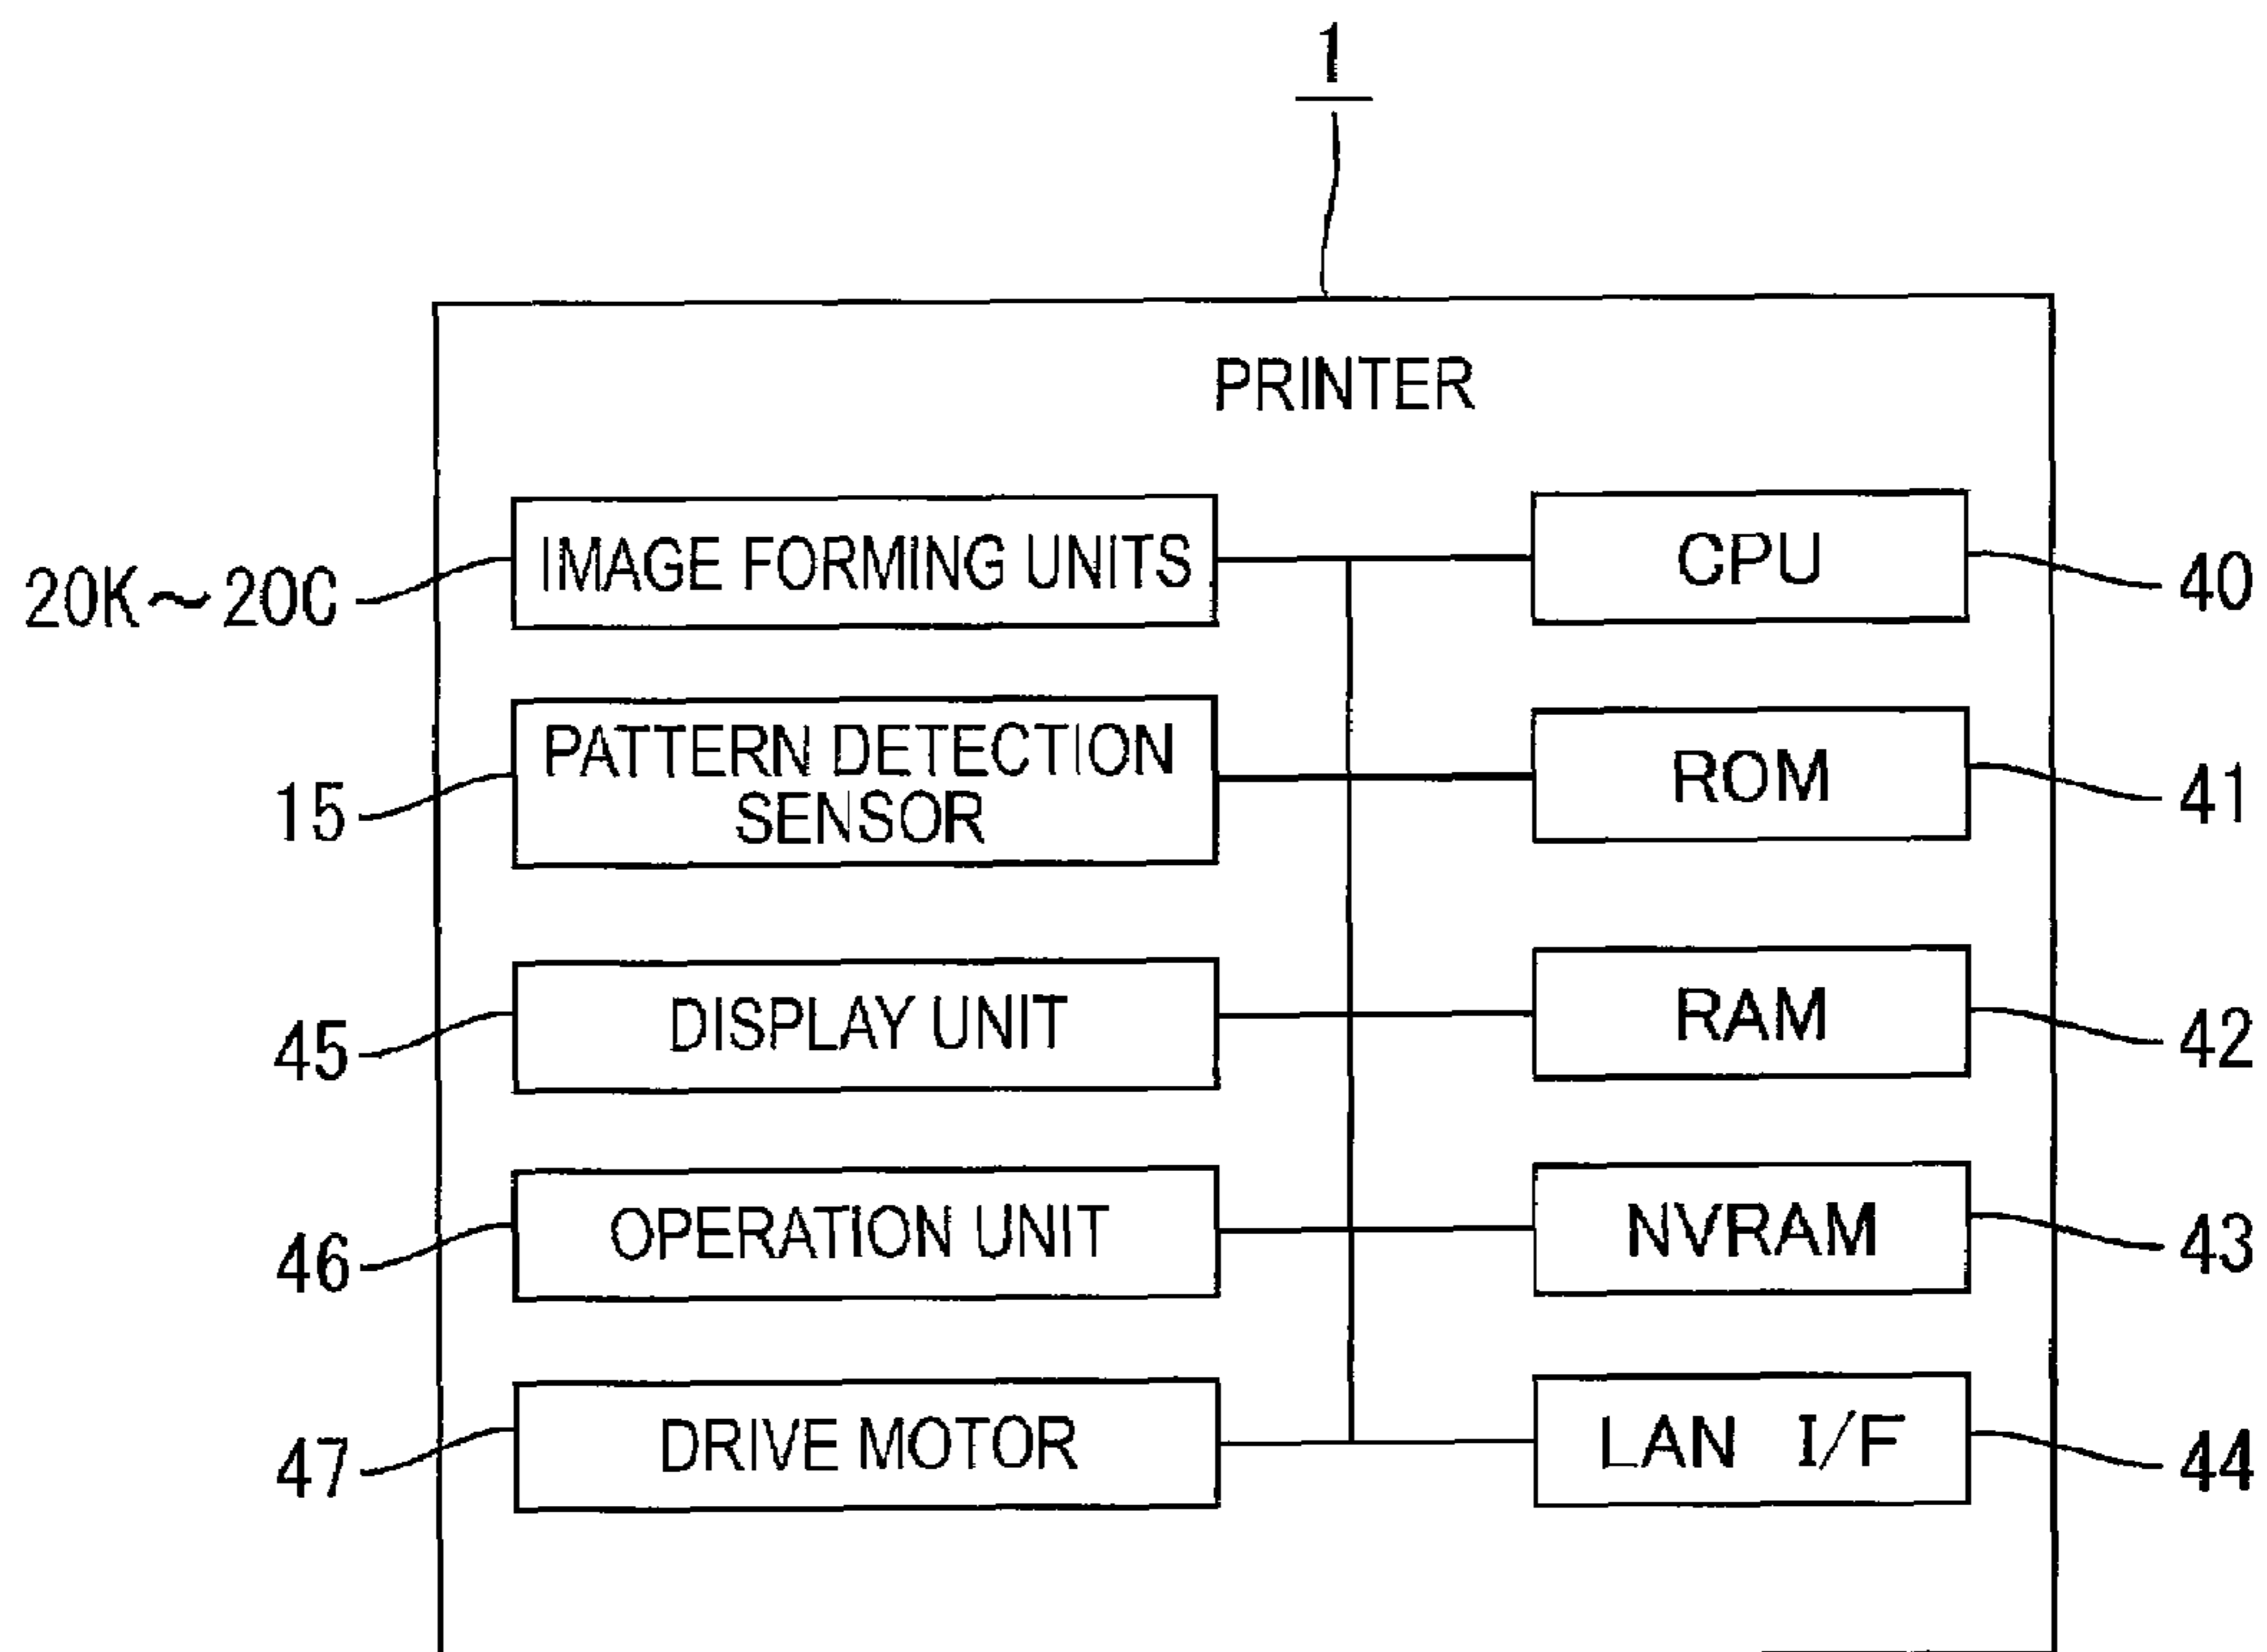 1
PRINTER
20K～20C
IMAGE FORMING UNITS
CPU
40
15
PATTERN DETECTION
SENSOR
ROM
41
45
DISPLAY UNIT
RAM
42
46
OPERATION UNIT
NVRAM
43
47
DRIVE MOTOR
LAN I/F
44